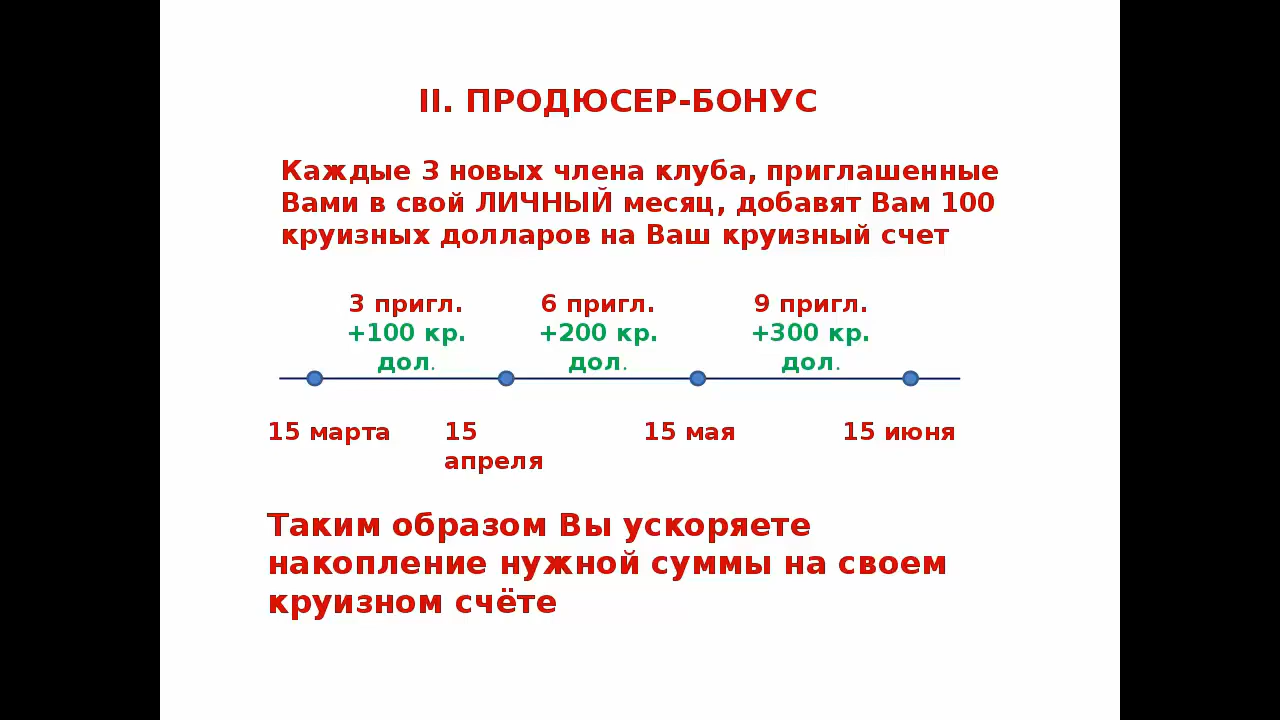 II. ПРОДЮСЕР-БОНУС
Каждые 3 новых члена клуба, приглашенные
Вами в свой ЛИЧНЫЙ месяц, добавят Вам 100
круизных долларов на Ваш круизный счет
3 пригл. 6 пригл. 9 пригл.
+100 кр. +200 кр. +300 кр.
дол. дол. дол.
15 марта 15 15 мая 15 июня
апреля
Таким образом Вы ускоряете
накопление нужной суммы на своем
круизном счёте